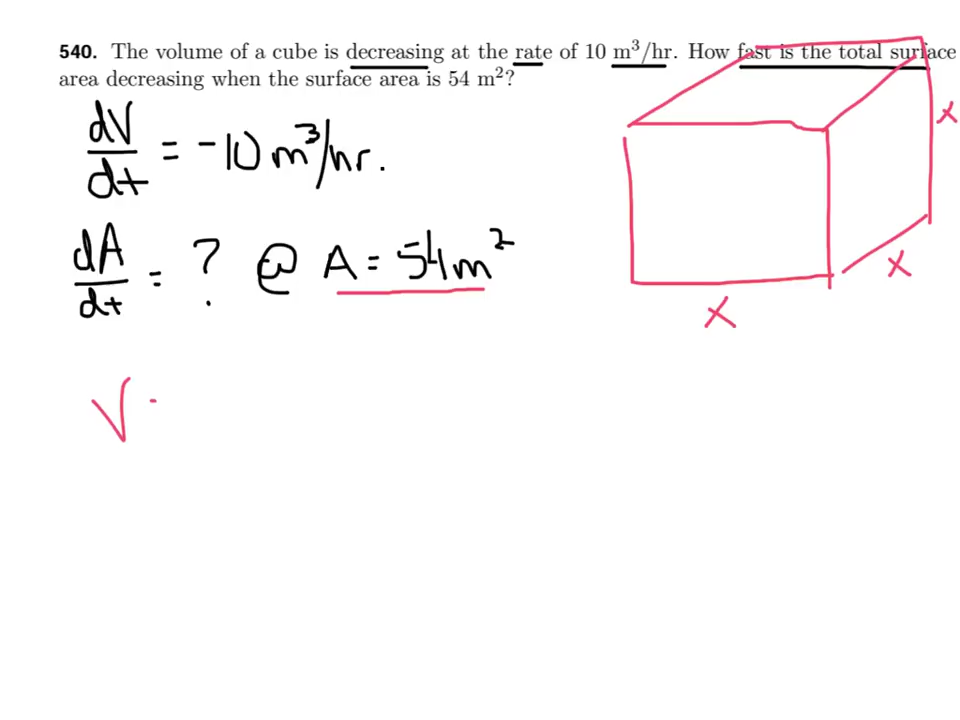 540. The volume of a cube is decreasing at the rate of 10 m³/hr. How fast is the total surface
area decreasing when the surface area is 54 m²?
dV/dt = -10 m³/hr.
dA/dt = ? @ A = 54 m²
x
x
x
V -